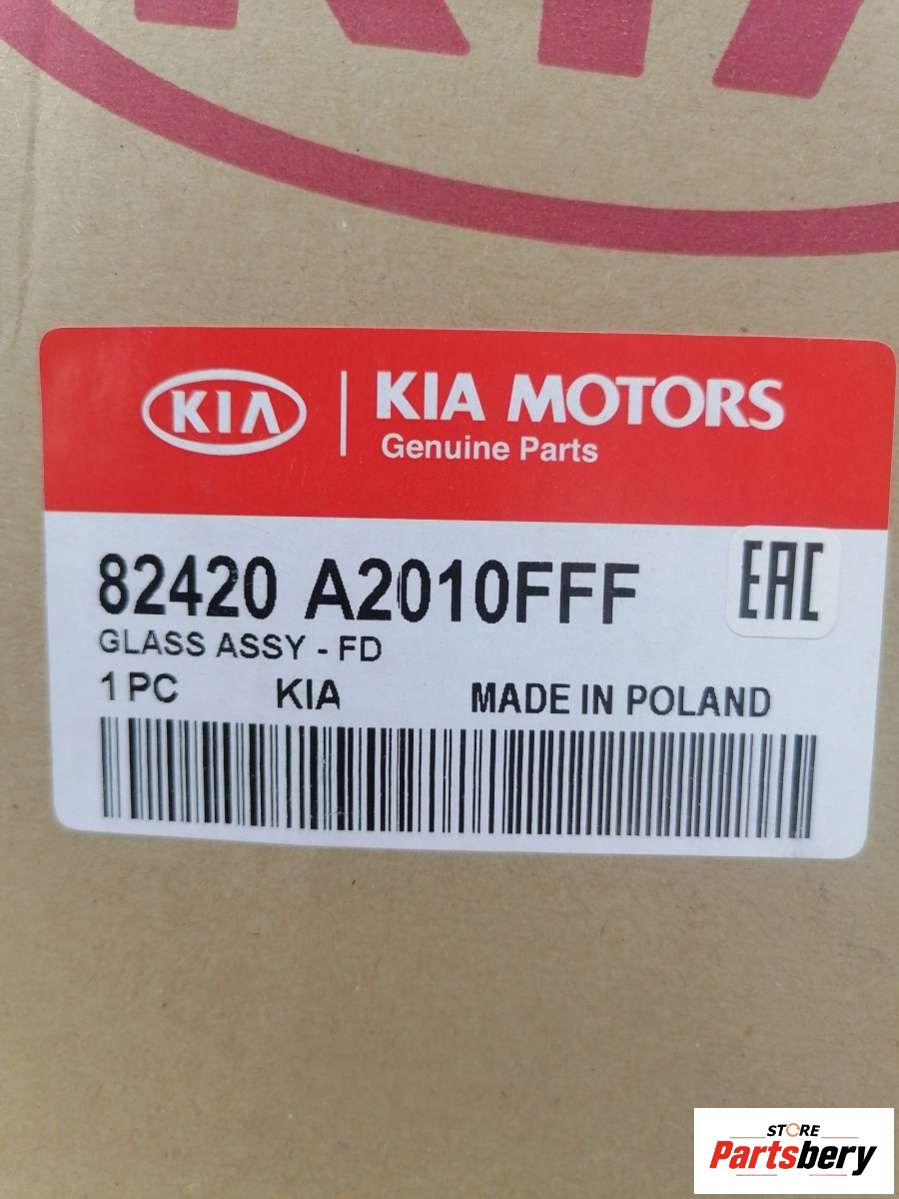 KIA
KIA
KIA MOTORS
Genuine Parts
82420 A2010FFF
EAC
GLASS ASSY - FD
1 PC KIA MADE IN POLAND
STORE
Partsbery